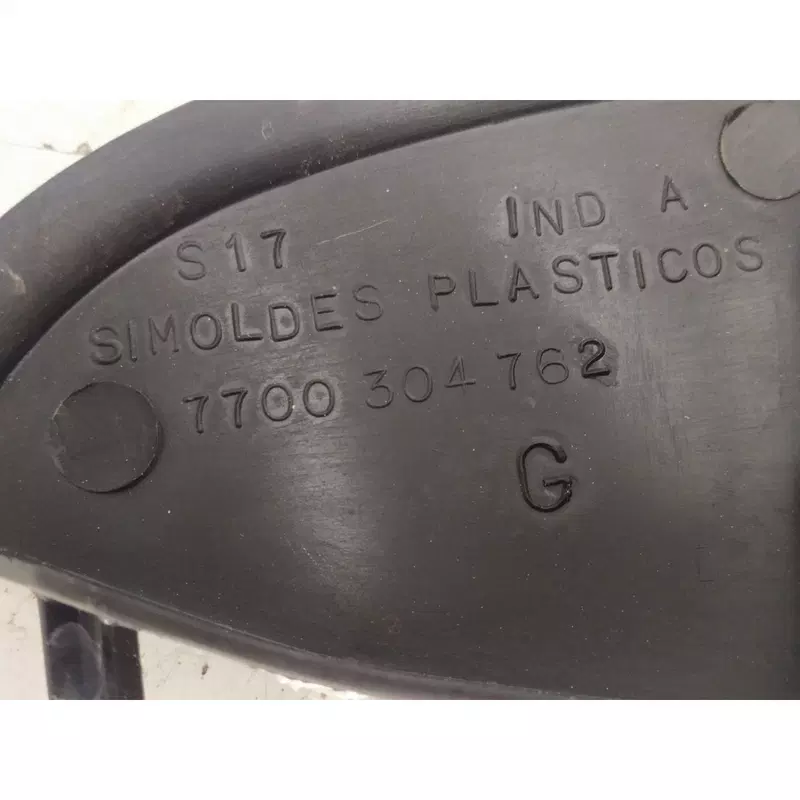 S17 IND A
SIMOLDES PLASTICOS
7700 304 762
G